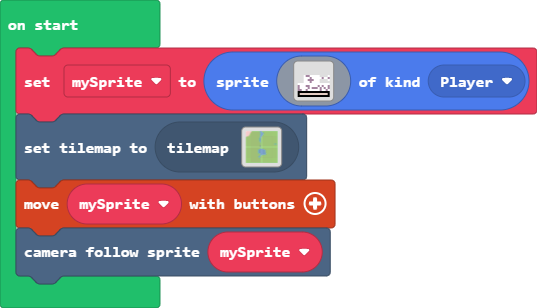 on start
set mySprite to sprite of kind Player
set tilemap to tilemap
move mySprite with buttons
camera follow sprite mySprite